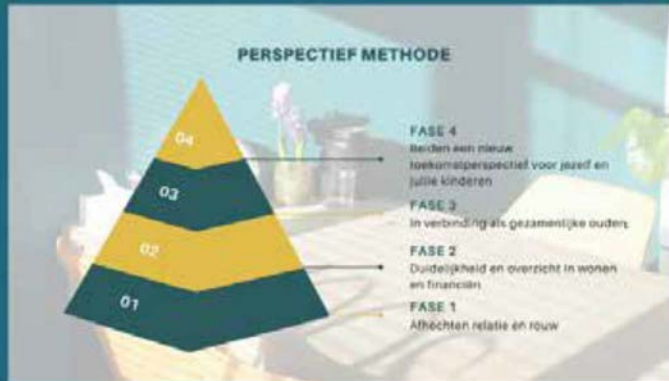 PERSPECTIEF METHODE
04
03
02
01
FASE 4
Beiden een nieuw
toekomstperspectief voor jezelf en
jullie kinderen
FASE 3
In verbinding als gezamenlijke ouders
FASE 2
Duidelijkheid en overzicht in wonen
en financiën
FASE 1
Afhechten relatie en rouw